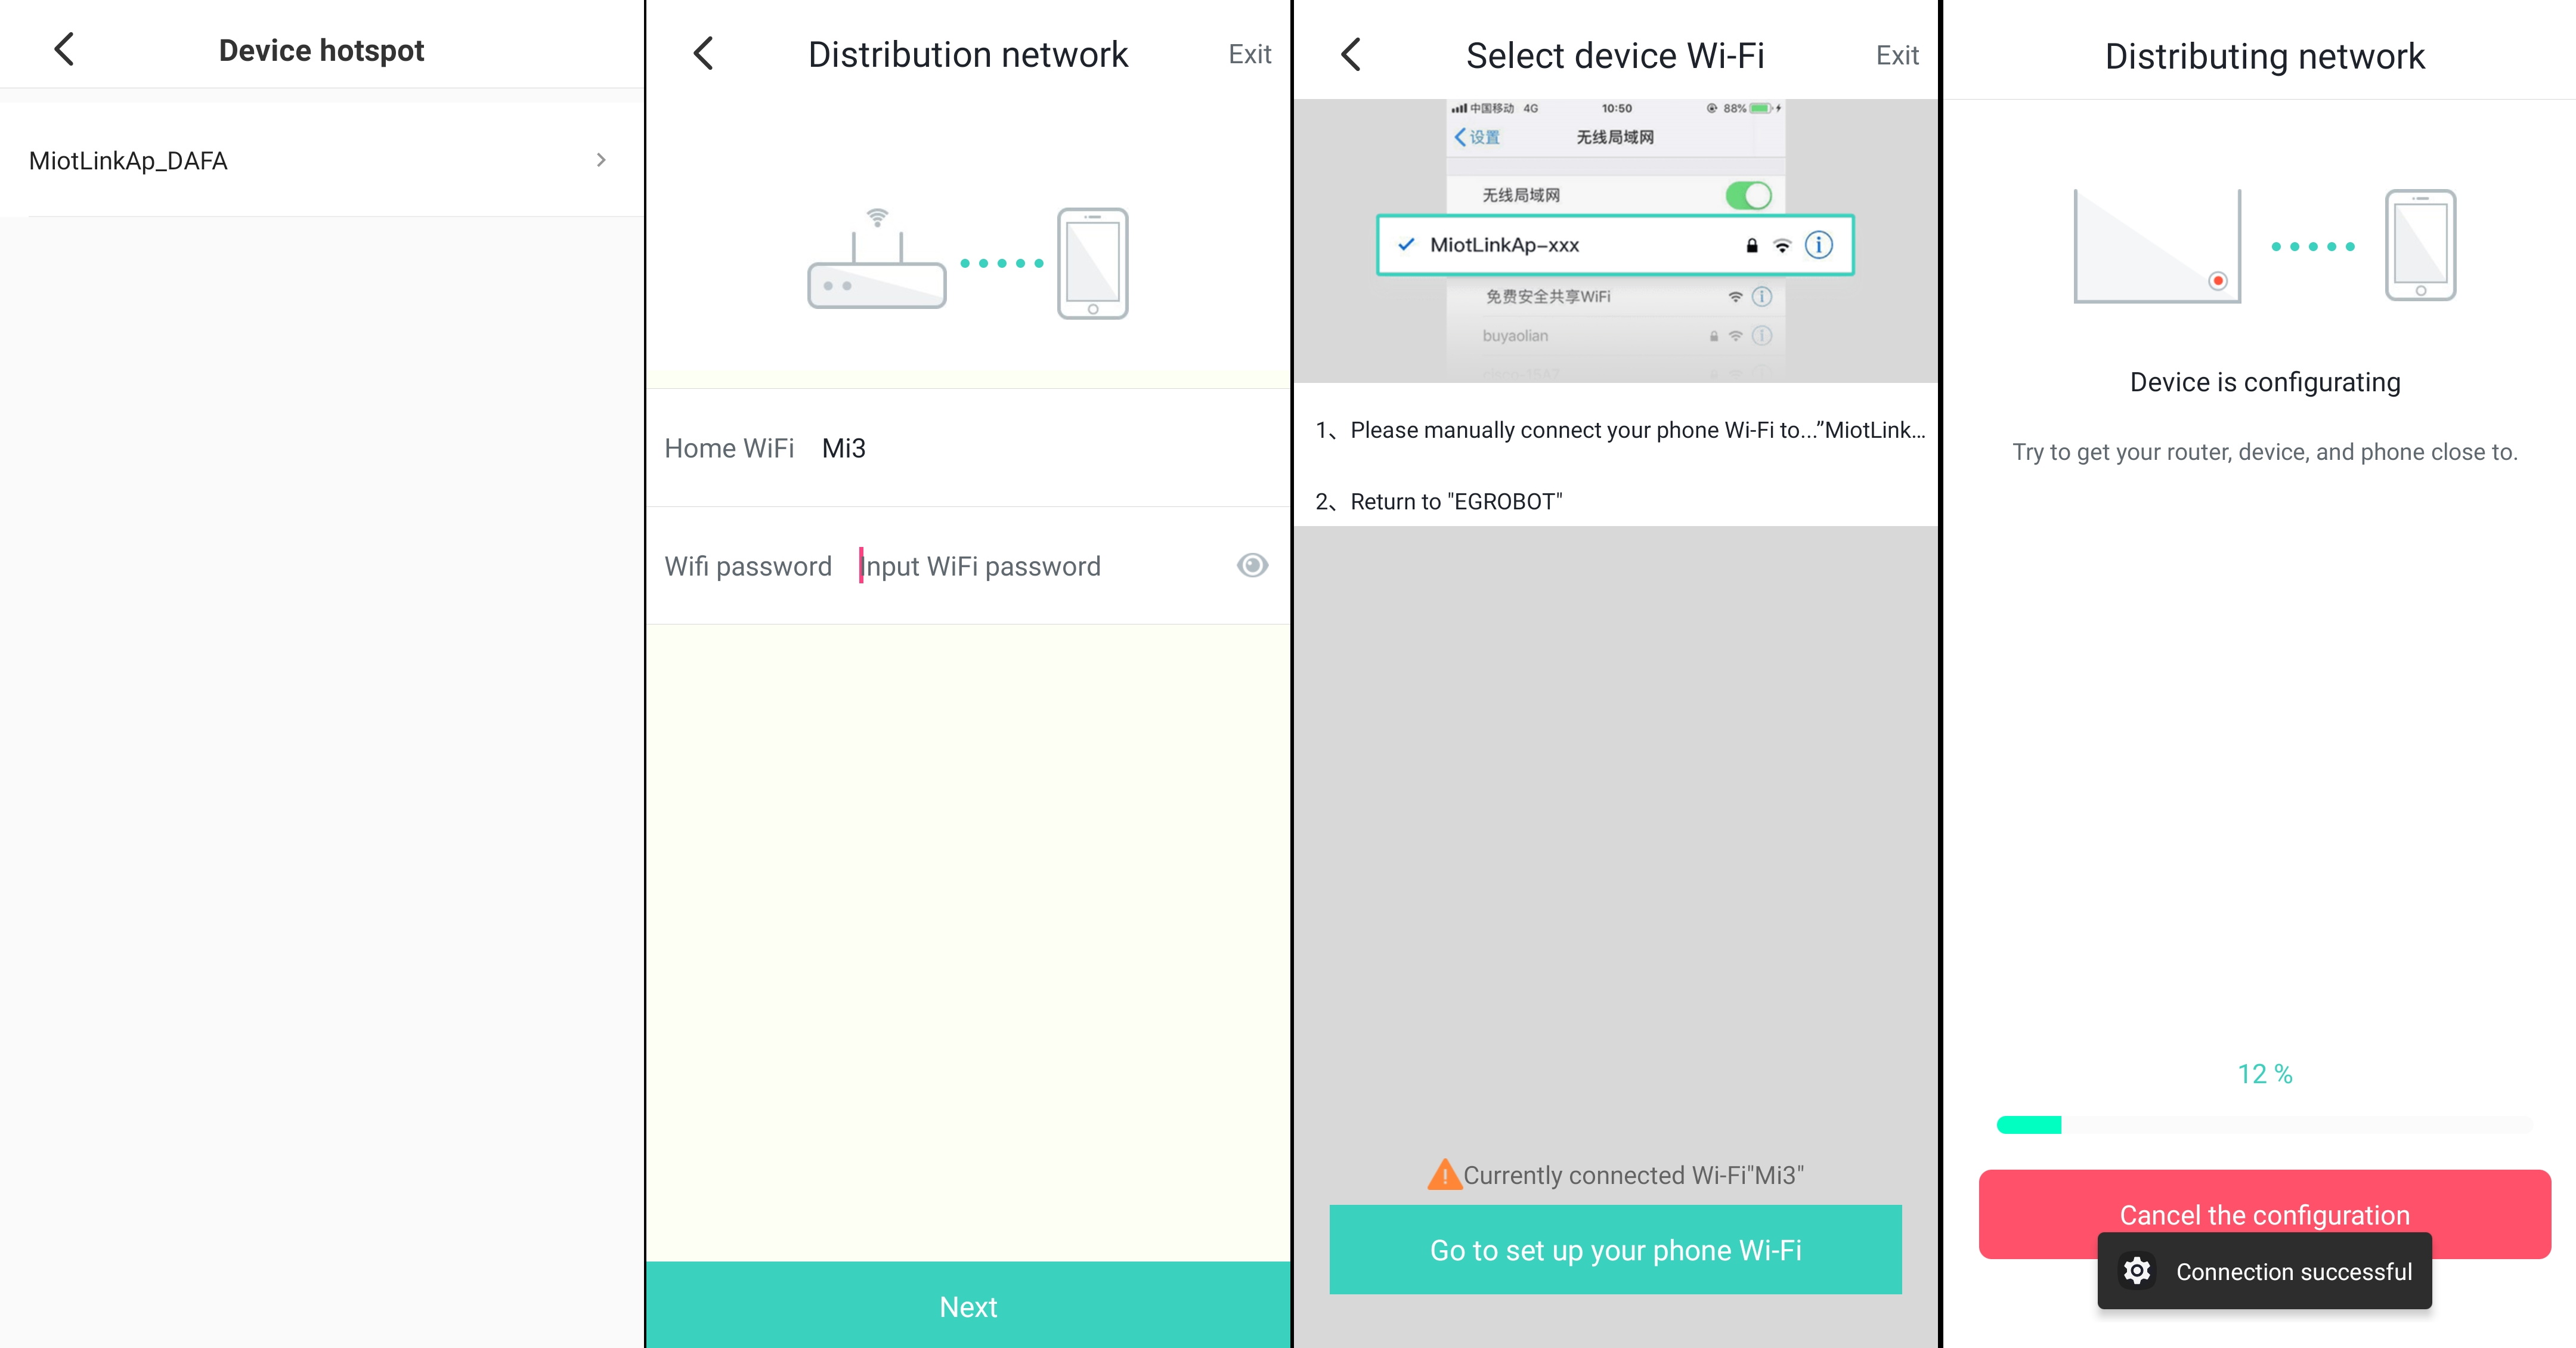 Device hotspot
MiotLinkAp_DAFA
Distribution network
Exit
Home WiFi Mi3
Wifi password Input WiFi password
Next
Select device Wi-Fi
Exit
中国移动 4G 10:50 88%
设置 无线局域网
无线局域网
MiotLinkAp-xxx
免费安全共享WiFi
buyaolian
1、Please manually connect your phone Wi-Fi to...”MiotLink...
2、Return to "EGROBOT"
Currently connected Wi-Fi"Mi3"
Go to set up your phone Wi-Fi
Distributing network
Device is configurating
Try to get your router, device, and phone close to.
12 %
Cancel the configuration
Connection successful